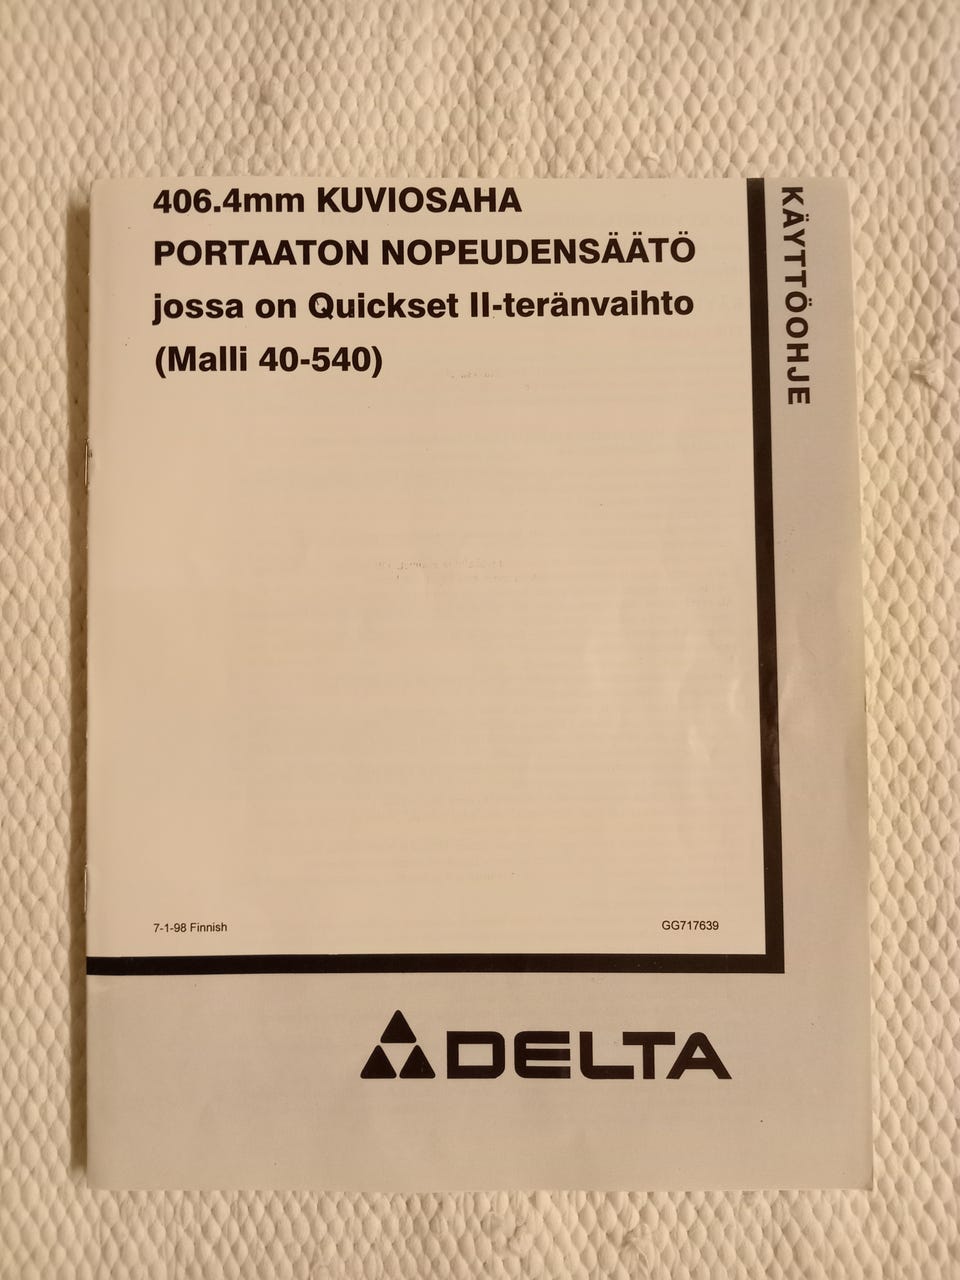 406.4mm KUVIOSAHA
PORTAATON NOPEUDENSÄÄTÖ
jossa on Quickset II-teränvaihto
(Malli 40-540)
KÄYTTÖOHJE
7-1-98 Finnish
GG717639
DELTA